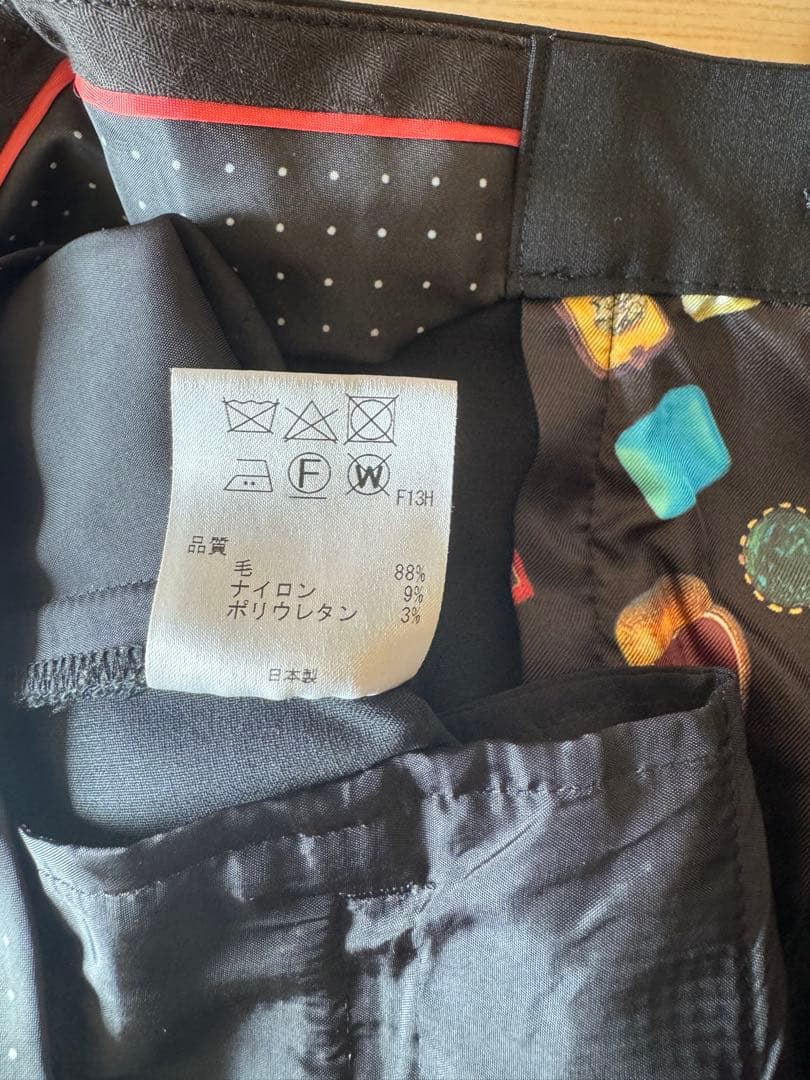 F W F13H
品質
毛 88%
ナイロン 9%
ポリウレタン 3%
日本製